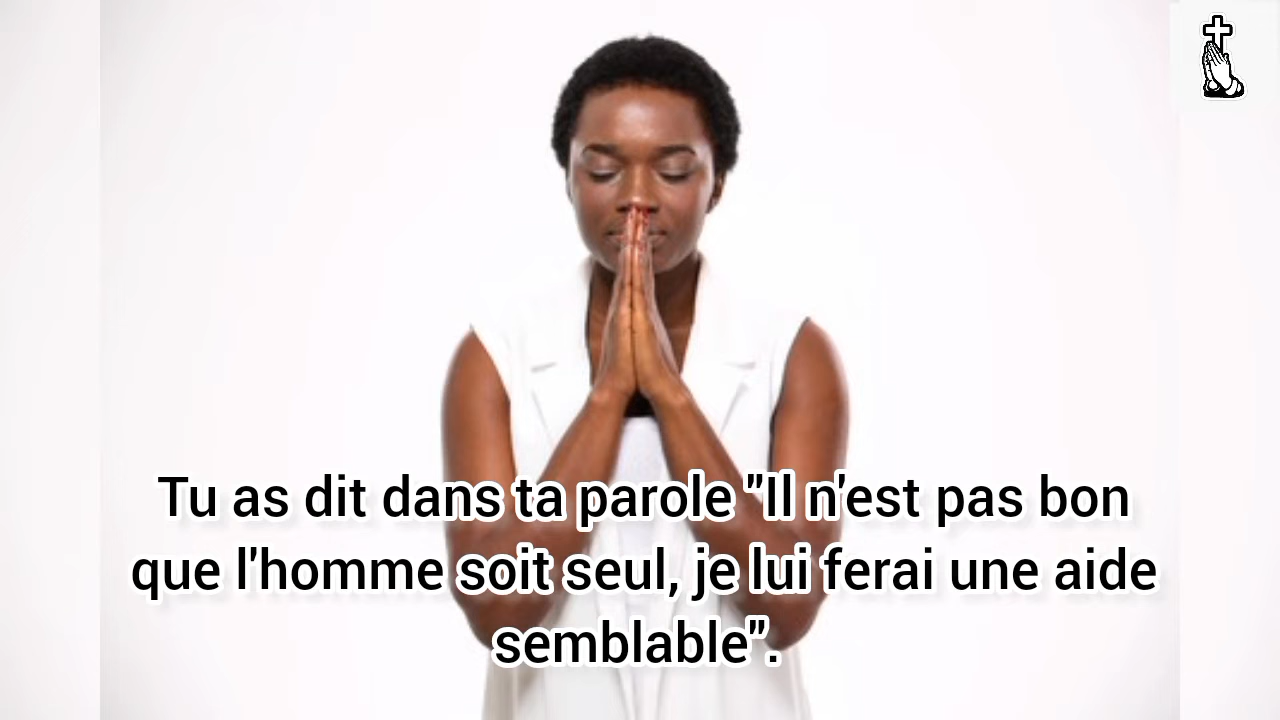 Tu as dit dans ta parole "Il n'est pas bon
que l'homme soit seul, je lui ferai une aide
semblable".